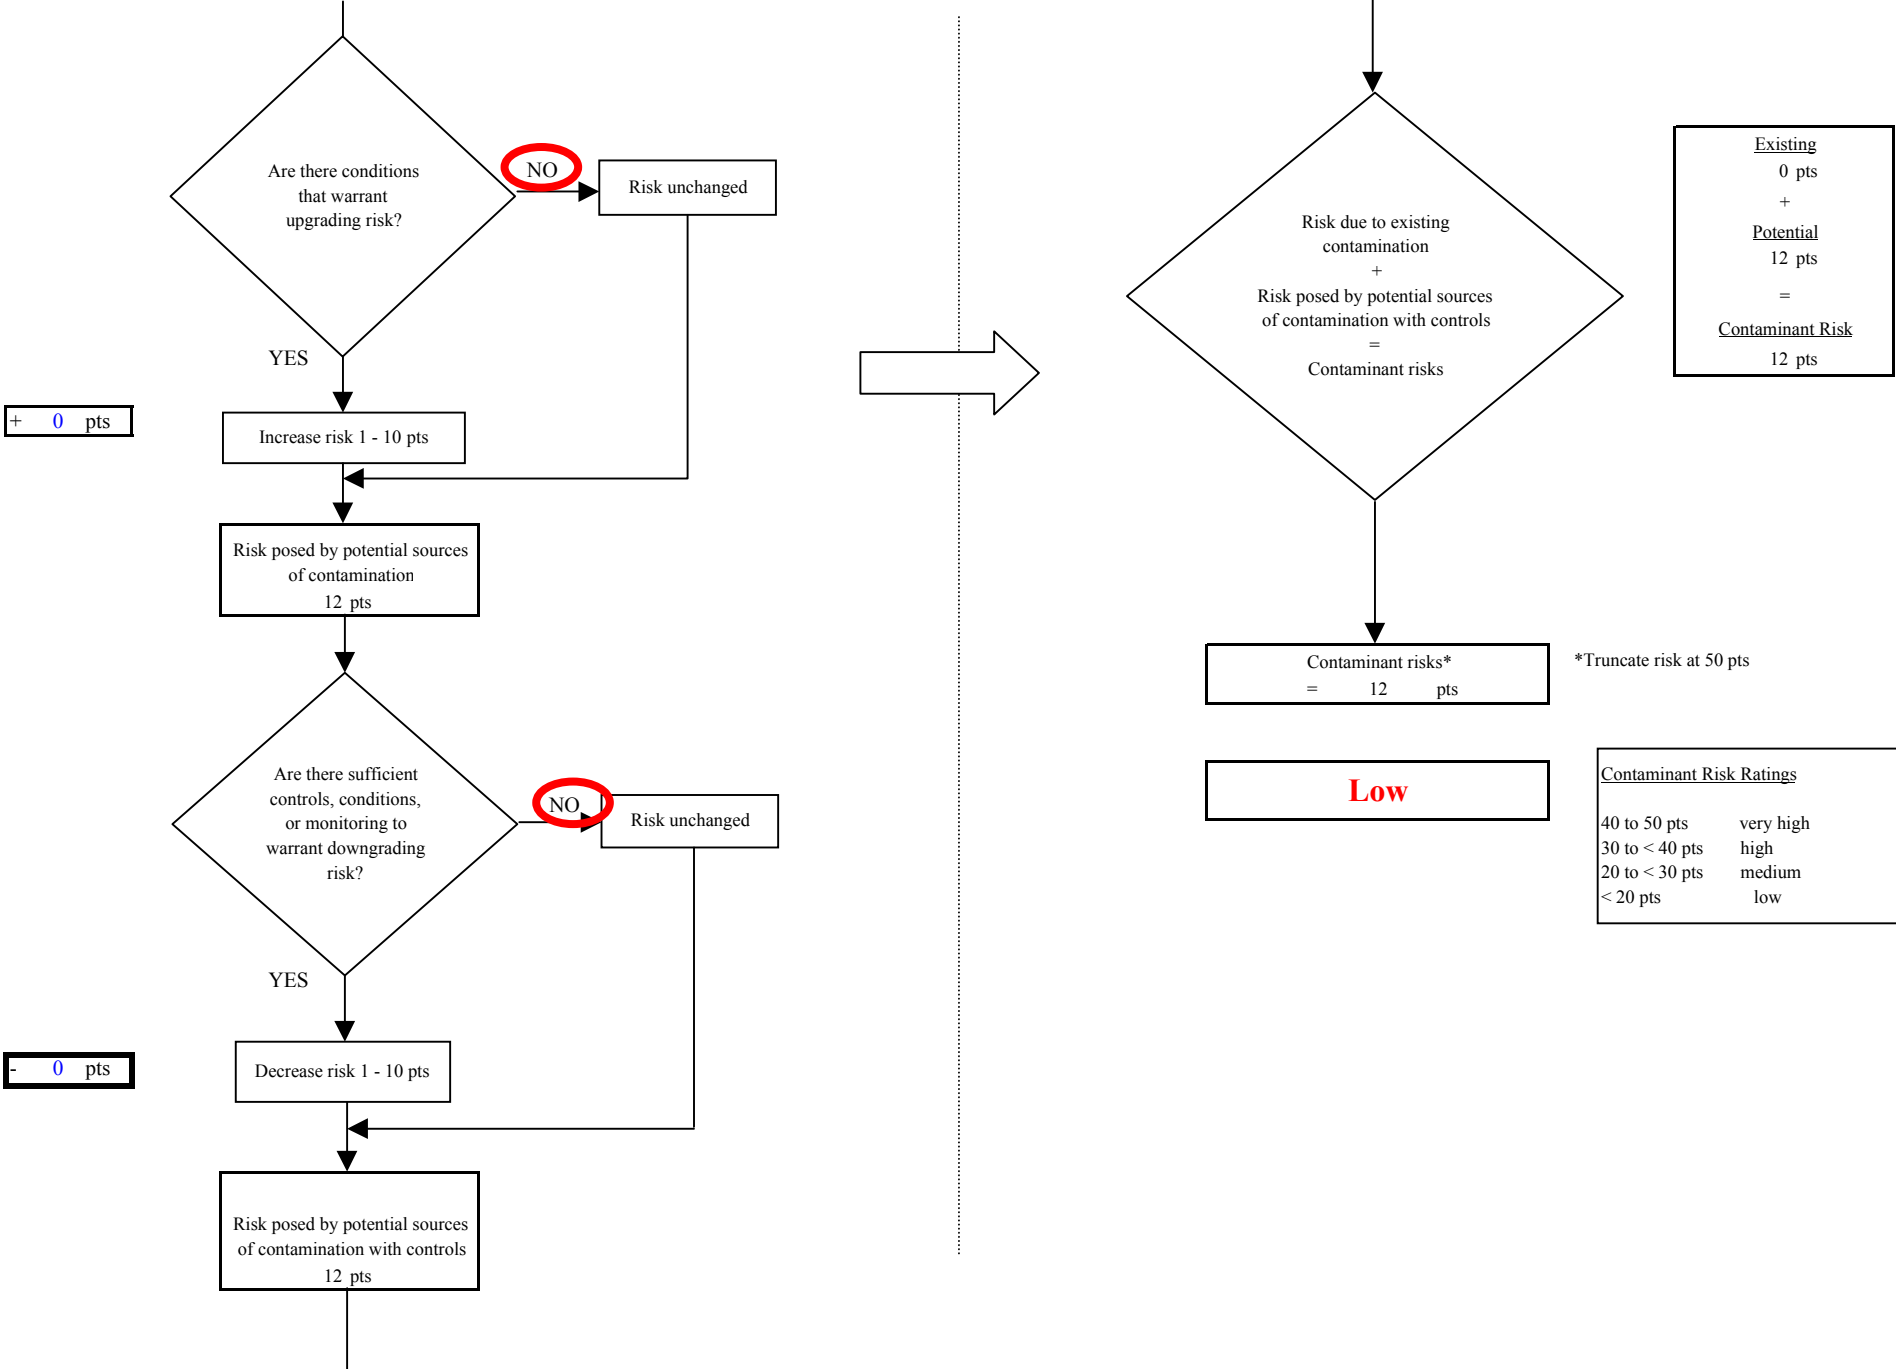 Are there conditions
that warrant
upgrading risk?
NO
Risk unchanged
YES
+ 0 pts
Increase risk 1 - 10 pts
Risk posed by potential sources
of contamination
12 pts
Are there sufficient
controls, conditions,
or monitoring to
warrant downgrading
risk?
NO
Risk unchanged
YES
- 0 pts
Decrease risk 1 - 10 pts
Risk posed by potential sources
of contamination with controls
12 pts
Risk due to existing
contamination
+
Risk posed by potential sources
of contamination with controls
=
Contaminant risks
Existing
0 pts
+
Potential
12 pts
=
Contaminant Risk
12 pts
Contaminant risks*
= 12 pts
*Truncate risk at 50 pts
Low
Contaminant Risk Ratings
40 to 50 pts very high
30 to < 40 pts high
20 to < 30 pts medium
< 20 pts low